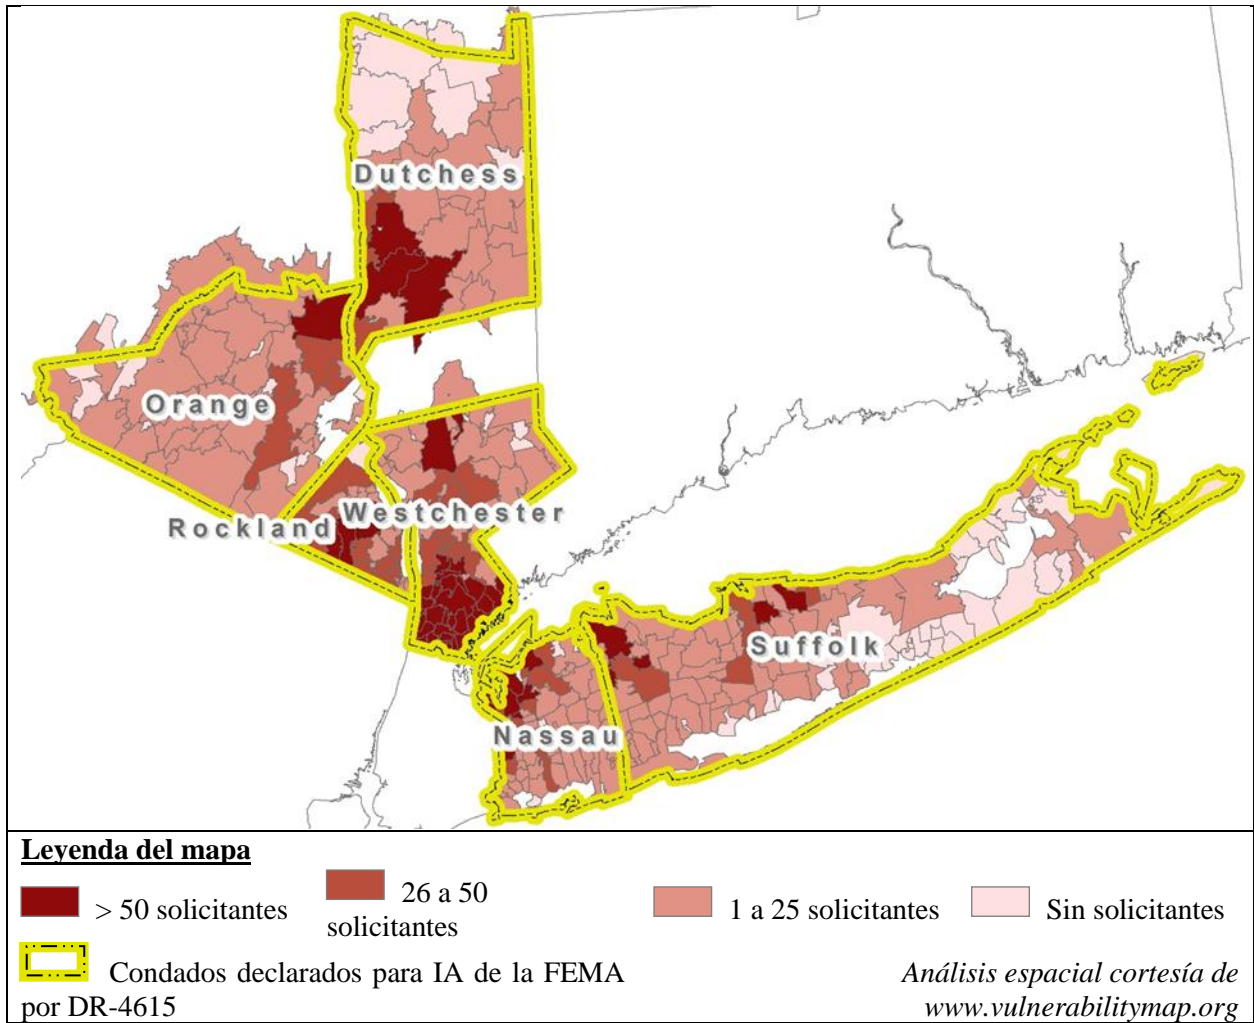 Dutchess
Orange
Rockland
Westchester
Suffolk
Nassau
Leyenda del mapa
> 50 solicitantes
26 a 50
solicitantes
1 a 25 solicitantes
Sin solicitantes
Condados declarados para IA de la FEMA
por DR-4615
Análisis espacial cortesía de
www.vulnerabilitymap.org